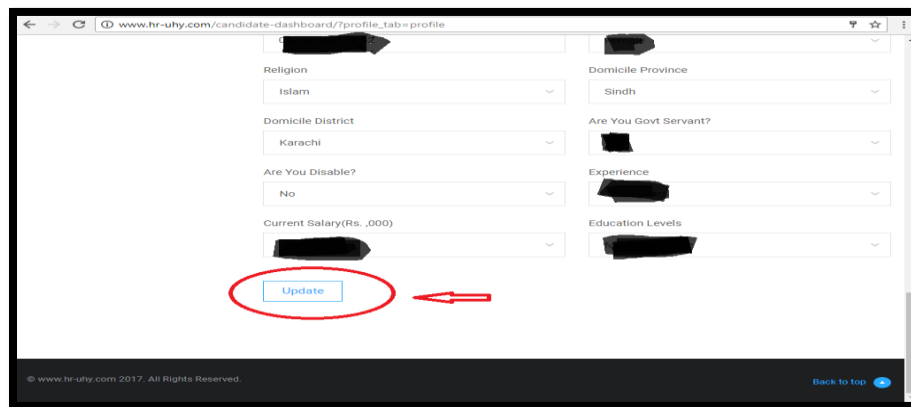 www.hr-uhy.com/candidate-dashboard/?profile_tab=profile
Religion Domicile Province
Islam Sindh
Domicile District Are You Govt Servant?
Karachi
Are You Disable? Experience
No
Current Salary(Rs. ,000) Education Levels
Update
© www.hr-uhy.com 2017. All Rights Reserved.
Back to top